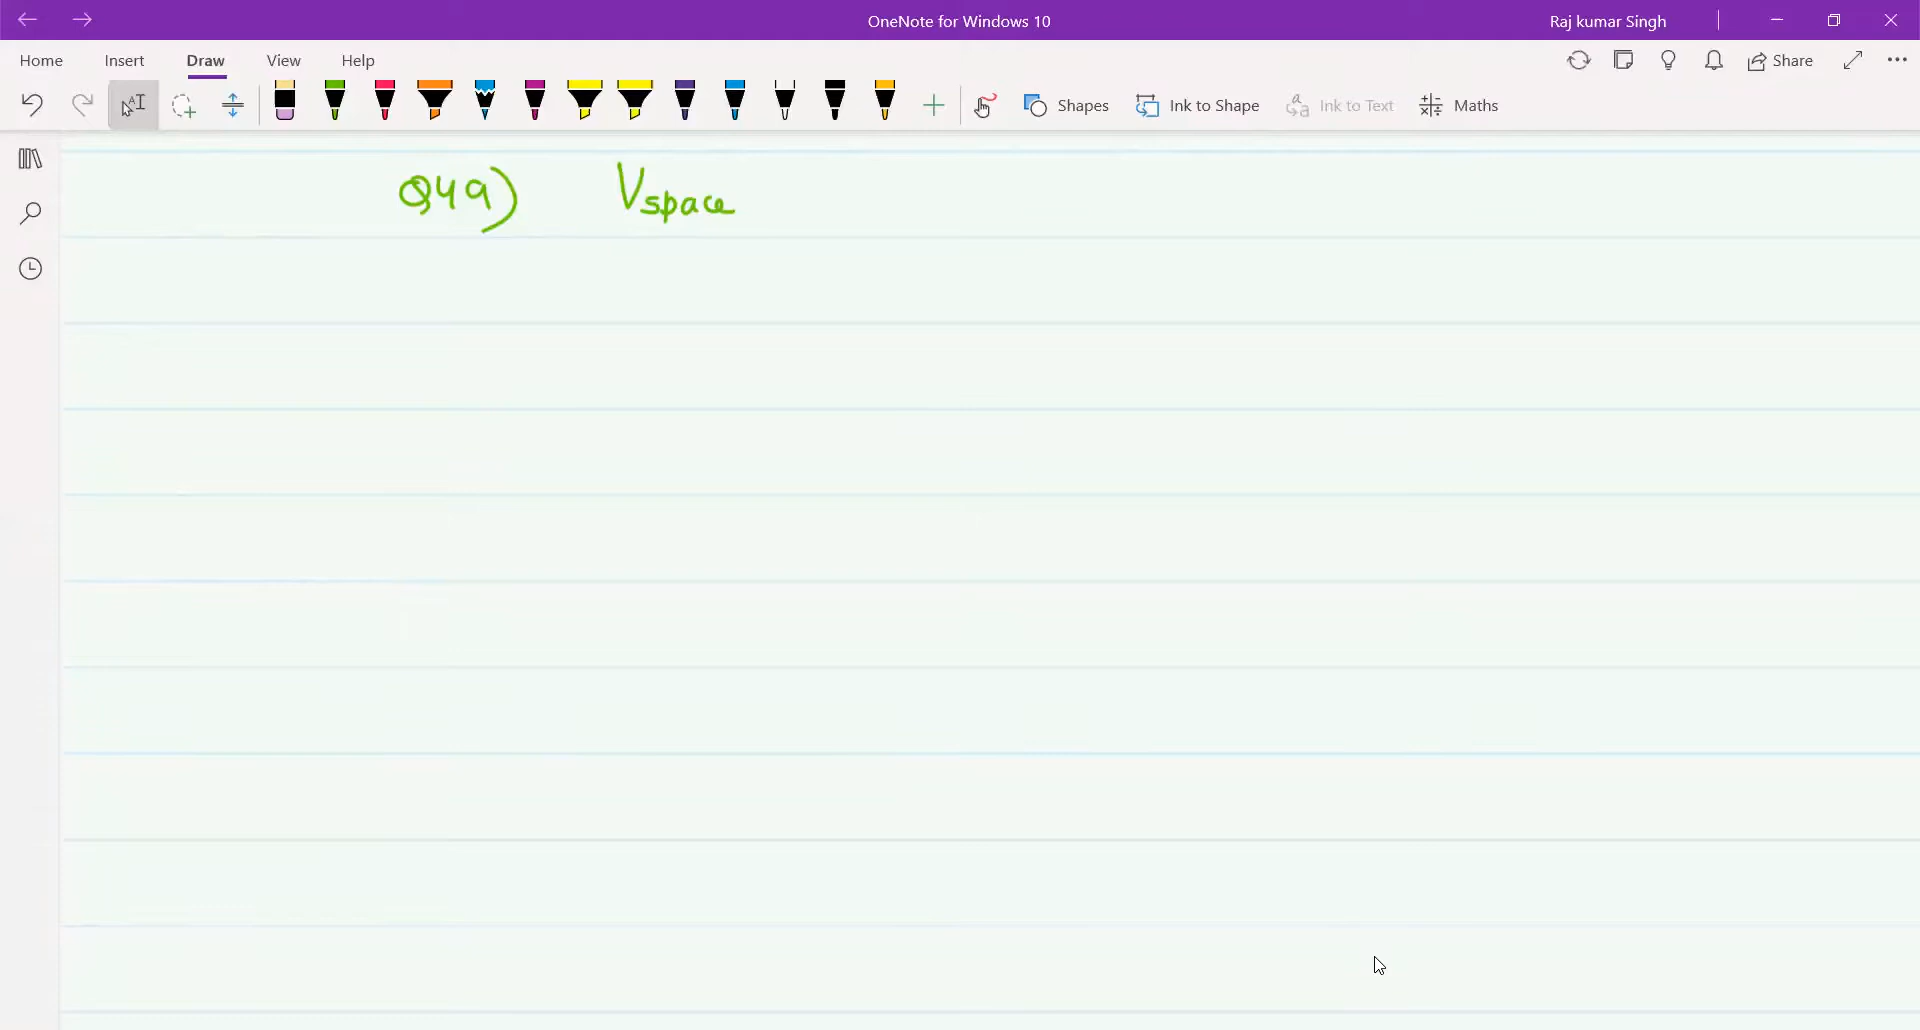 OneNote for Windows 10
Raj kumar Singh
Home Insert Draw View Help
Share
Shapes Ink to Shape Ink to Text Maths
Q49) Vspace